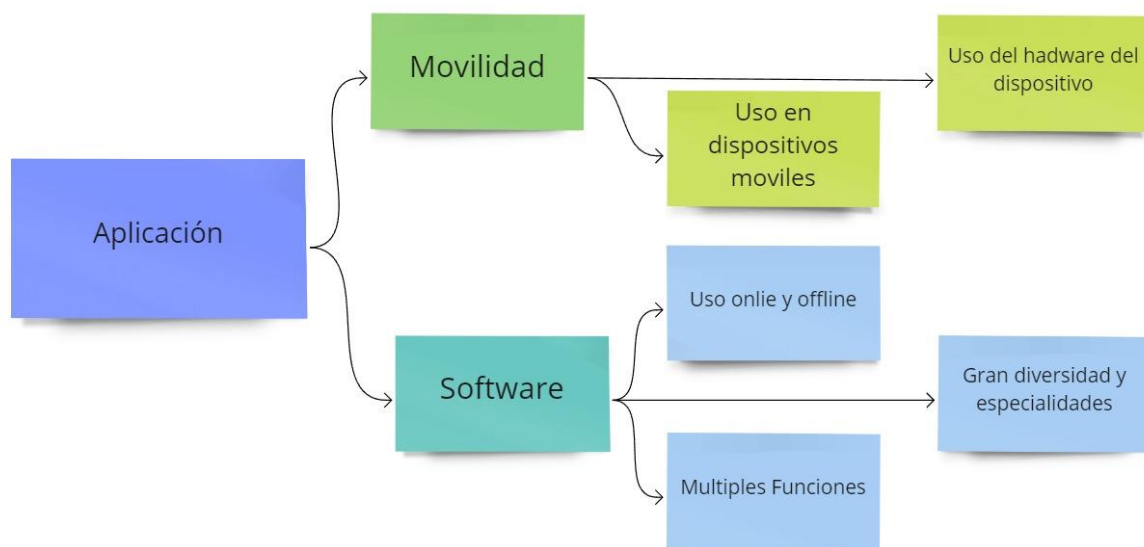 Aplicación
Movilidad
Uso del hadware del
dispositivo
Uso en
dispositivos
moviles
Software
Uso onlie y offline
Gran diversidad y
especialidades
Multiples Funciones